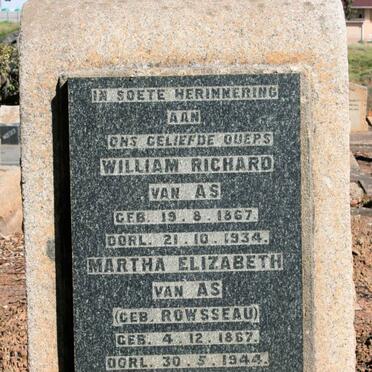 IN SOETE HERINNERING
AAN
ONS GELIEFDE OUERS
WILLIAM RICHARD
VAN AS
GEB. 19. 8. 1867.
OORL. 21. 10. 1934.
MARTHA ELIZABETH
VAN AS
(GEB. ROWSSEAU)
GEB. 4. 12. 1867.
OORL. 30. 5. 1944.